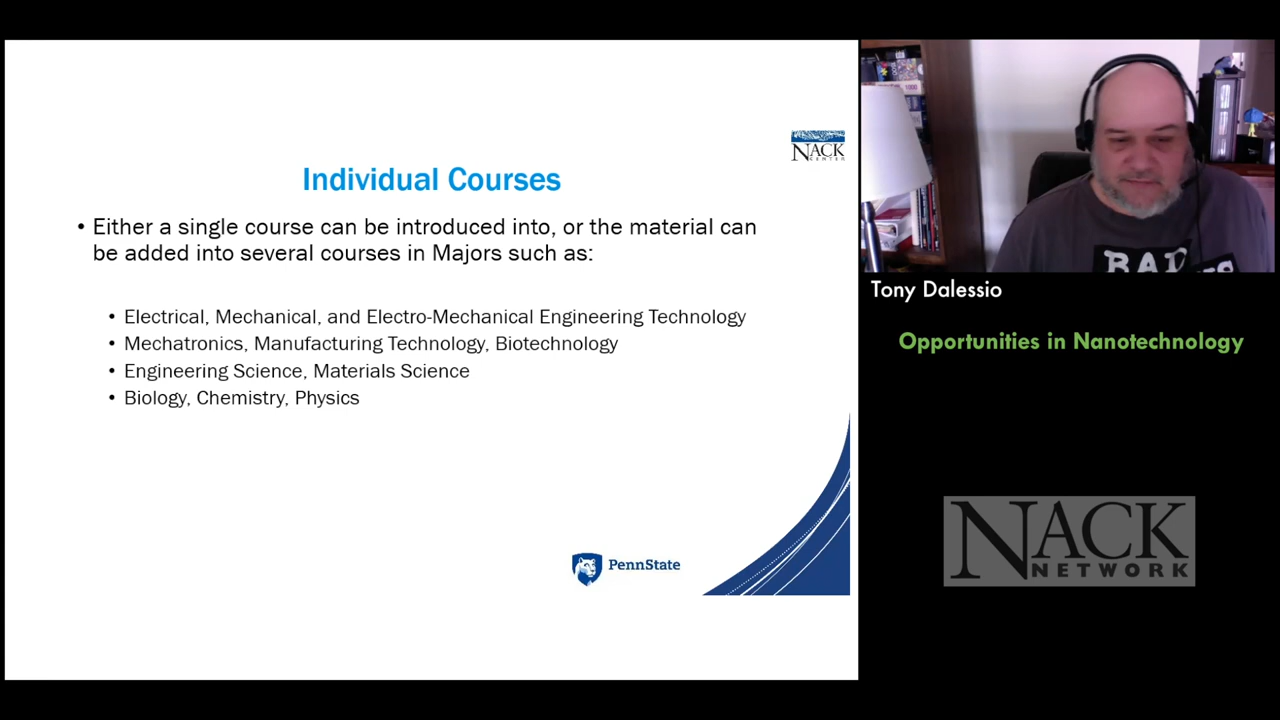 NACK
CENTER
Individual Courses
• Either a single course can be introduced into, or the material can
be added into several courses in Majors such as:
• Electrical, Mechanical, and Electro-Mechanical Engineering Technology
• Mechatronics, Manufacturing Technology, Biotechnology
• Engineering Science, Materials Science
• Biology, Chemistry, Physics
PennState
BAD
Tony Dalessio
Opportunities in Nanotechnology
NACK
NETWORK